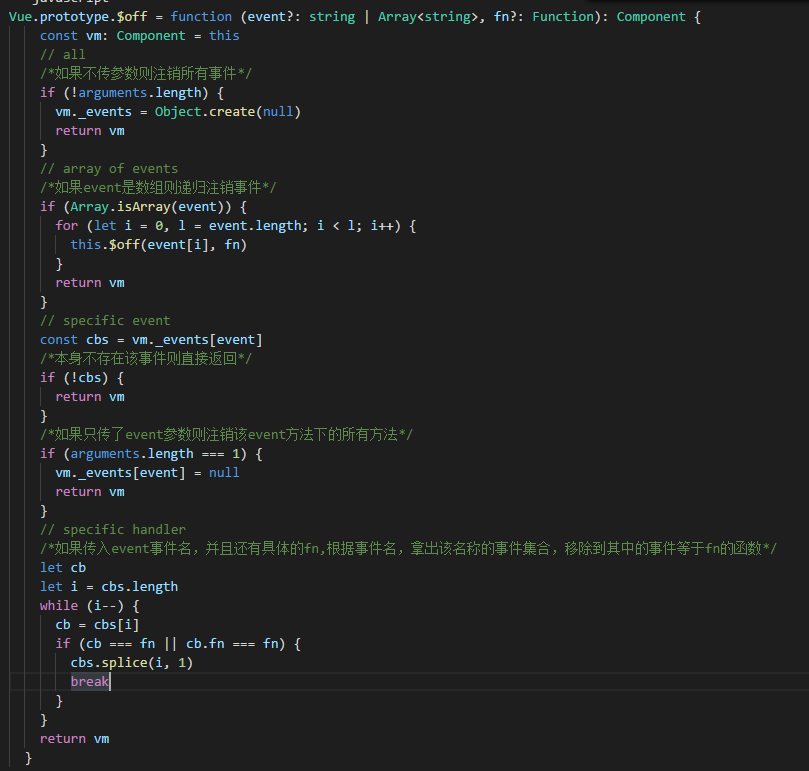 Vue.prototype.$off = function (event?: string | Array<string>, fn?: Function): Component {
const vm: Component = this
// all
/*如果不传参数则注销所有事件*/
if (!arguments.length) {
vm._events = Object.create(null)
return vm
}
// array of events
/*如果event是数组则递归注销事件*/
if (Array.isArray(event)) {
for (let i = 0, l = event.length; i < l; i++) {
this.$off(event[i], fn)
}
return vm
}
// specific event
const cbs = vm._events[event]
/*本身不存在该事件则直接返回*/
if (!cbs) {
return vm
}
/*如果只传了event参数则注销该event方法下的所有方法*/
if (arguments.length === 1) {
vm._events[event] = null
return vm
}
// specific handler
/*如果传入event事件名，并且还有具体的fn,根据事件名，拿出该名称的事件集合，移除到其中的事件等于fn的函数*/
let cb
let i = cbs.length
while (i--) {
cb = cbs[i]
if (cb === fn || cb.fn === fn) {
cbs.splice(i, 1)
break
}
}
return vm
}